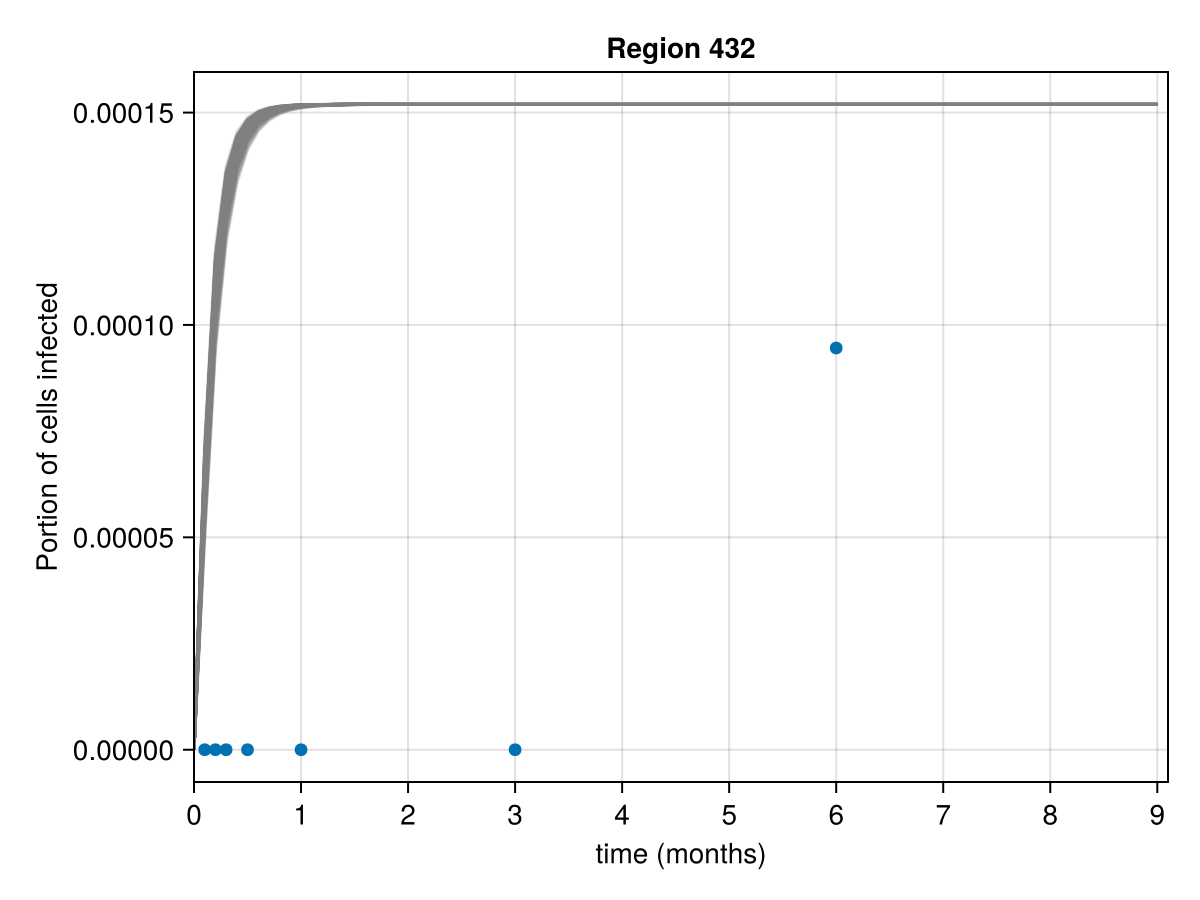 Region 432
0.00015
0.00010
0.00005
0.00000
Portion of cells infected
0 1 2 3 4 5 6 7 8 9
time (months)